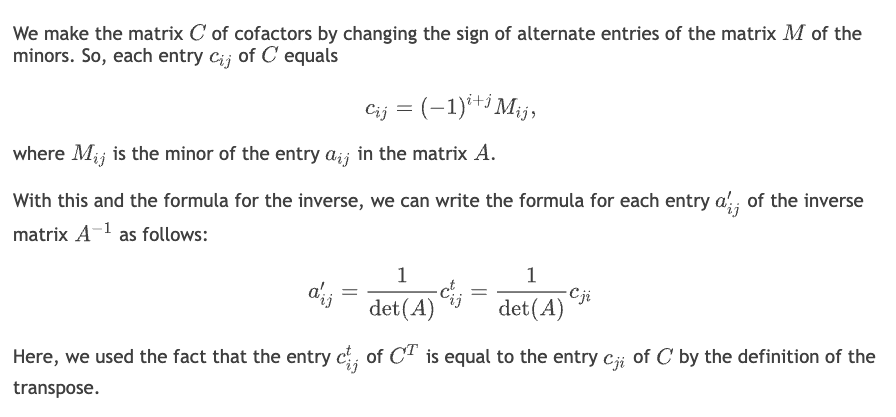 We make the matrix C of cofactors by changing the sign of alternate entries of the matrix M of the
minors. So, each entry c_{ij} of C equals
c_{ij} = (−1)^{i+j} M_{ij},
where M_{ij} is the minor of the entry a_{ij} in the matrix A.
With this and the formula for the inverse, we can write the formula for each entry a'_{ij} of the inverse
matrix A^{−1} as follows:
a'_{ij} = \frac{1}{det(A)} c^t_{ij} = \frac{1}{det(A)} c_{ji}
Here, we used the fact that the entry c^t_{ij} of C^T is equal to the entry c_{ji} of C by the definition of the
transpose.